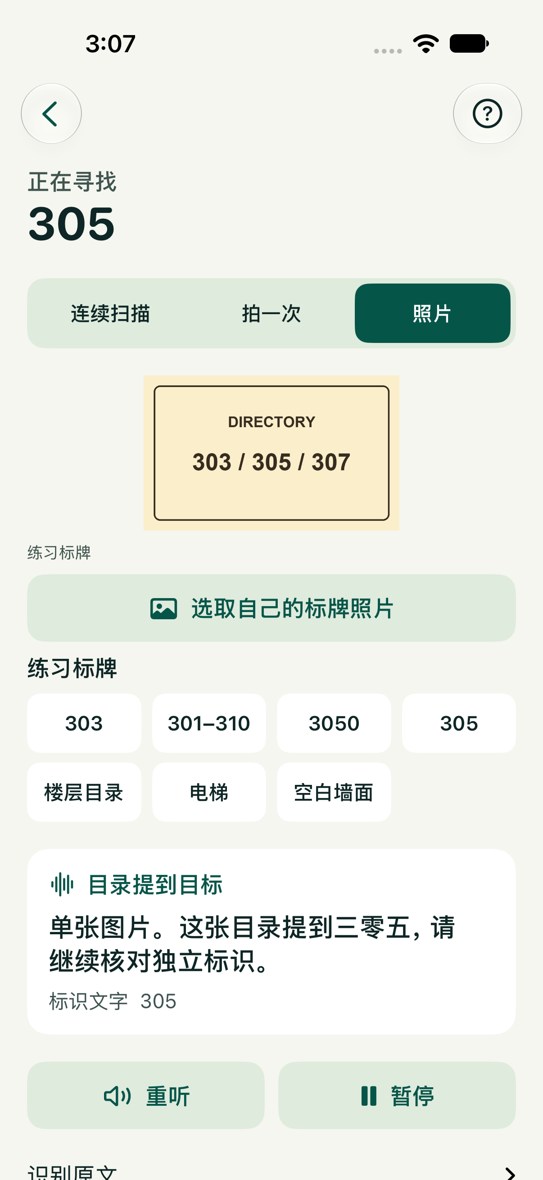 3:07
正在寻找
305
连续扫描 拍一次 照片
DIRECTORY
303 / 305 / 307
练习标牌
选取自己的标牌照片
练习标牌
303 301–310 3050 305
楼层目录 电梯 空白墙面
目录提到目标
单张图片。这张目录提到三零五，请
继续核对独立标识。
标识文字 305
重听 暂停
识别原文